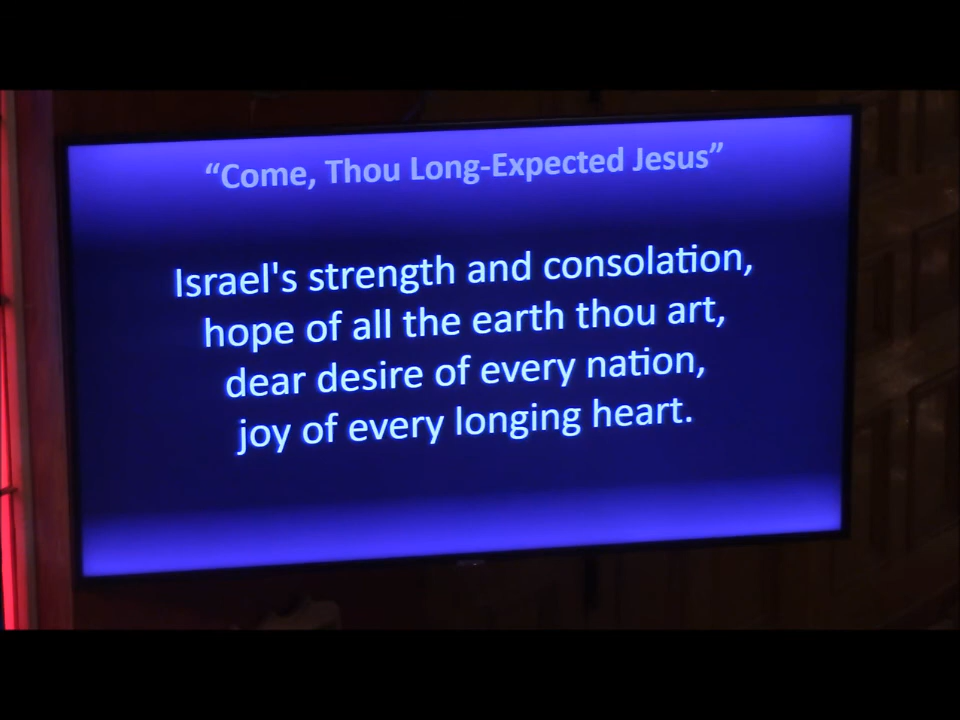 “Come, Thou Long-Expected Jesus”
Israel's strength and consolation,
hope of all the earth thou art,
dear desire of every nation,
joy of every longing heart.